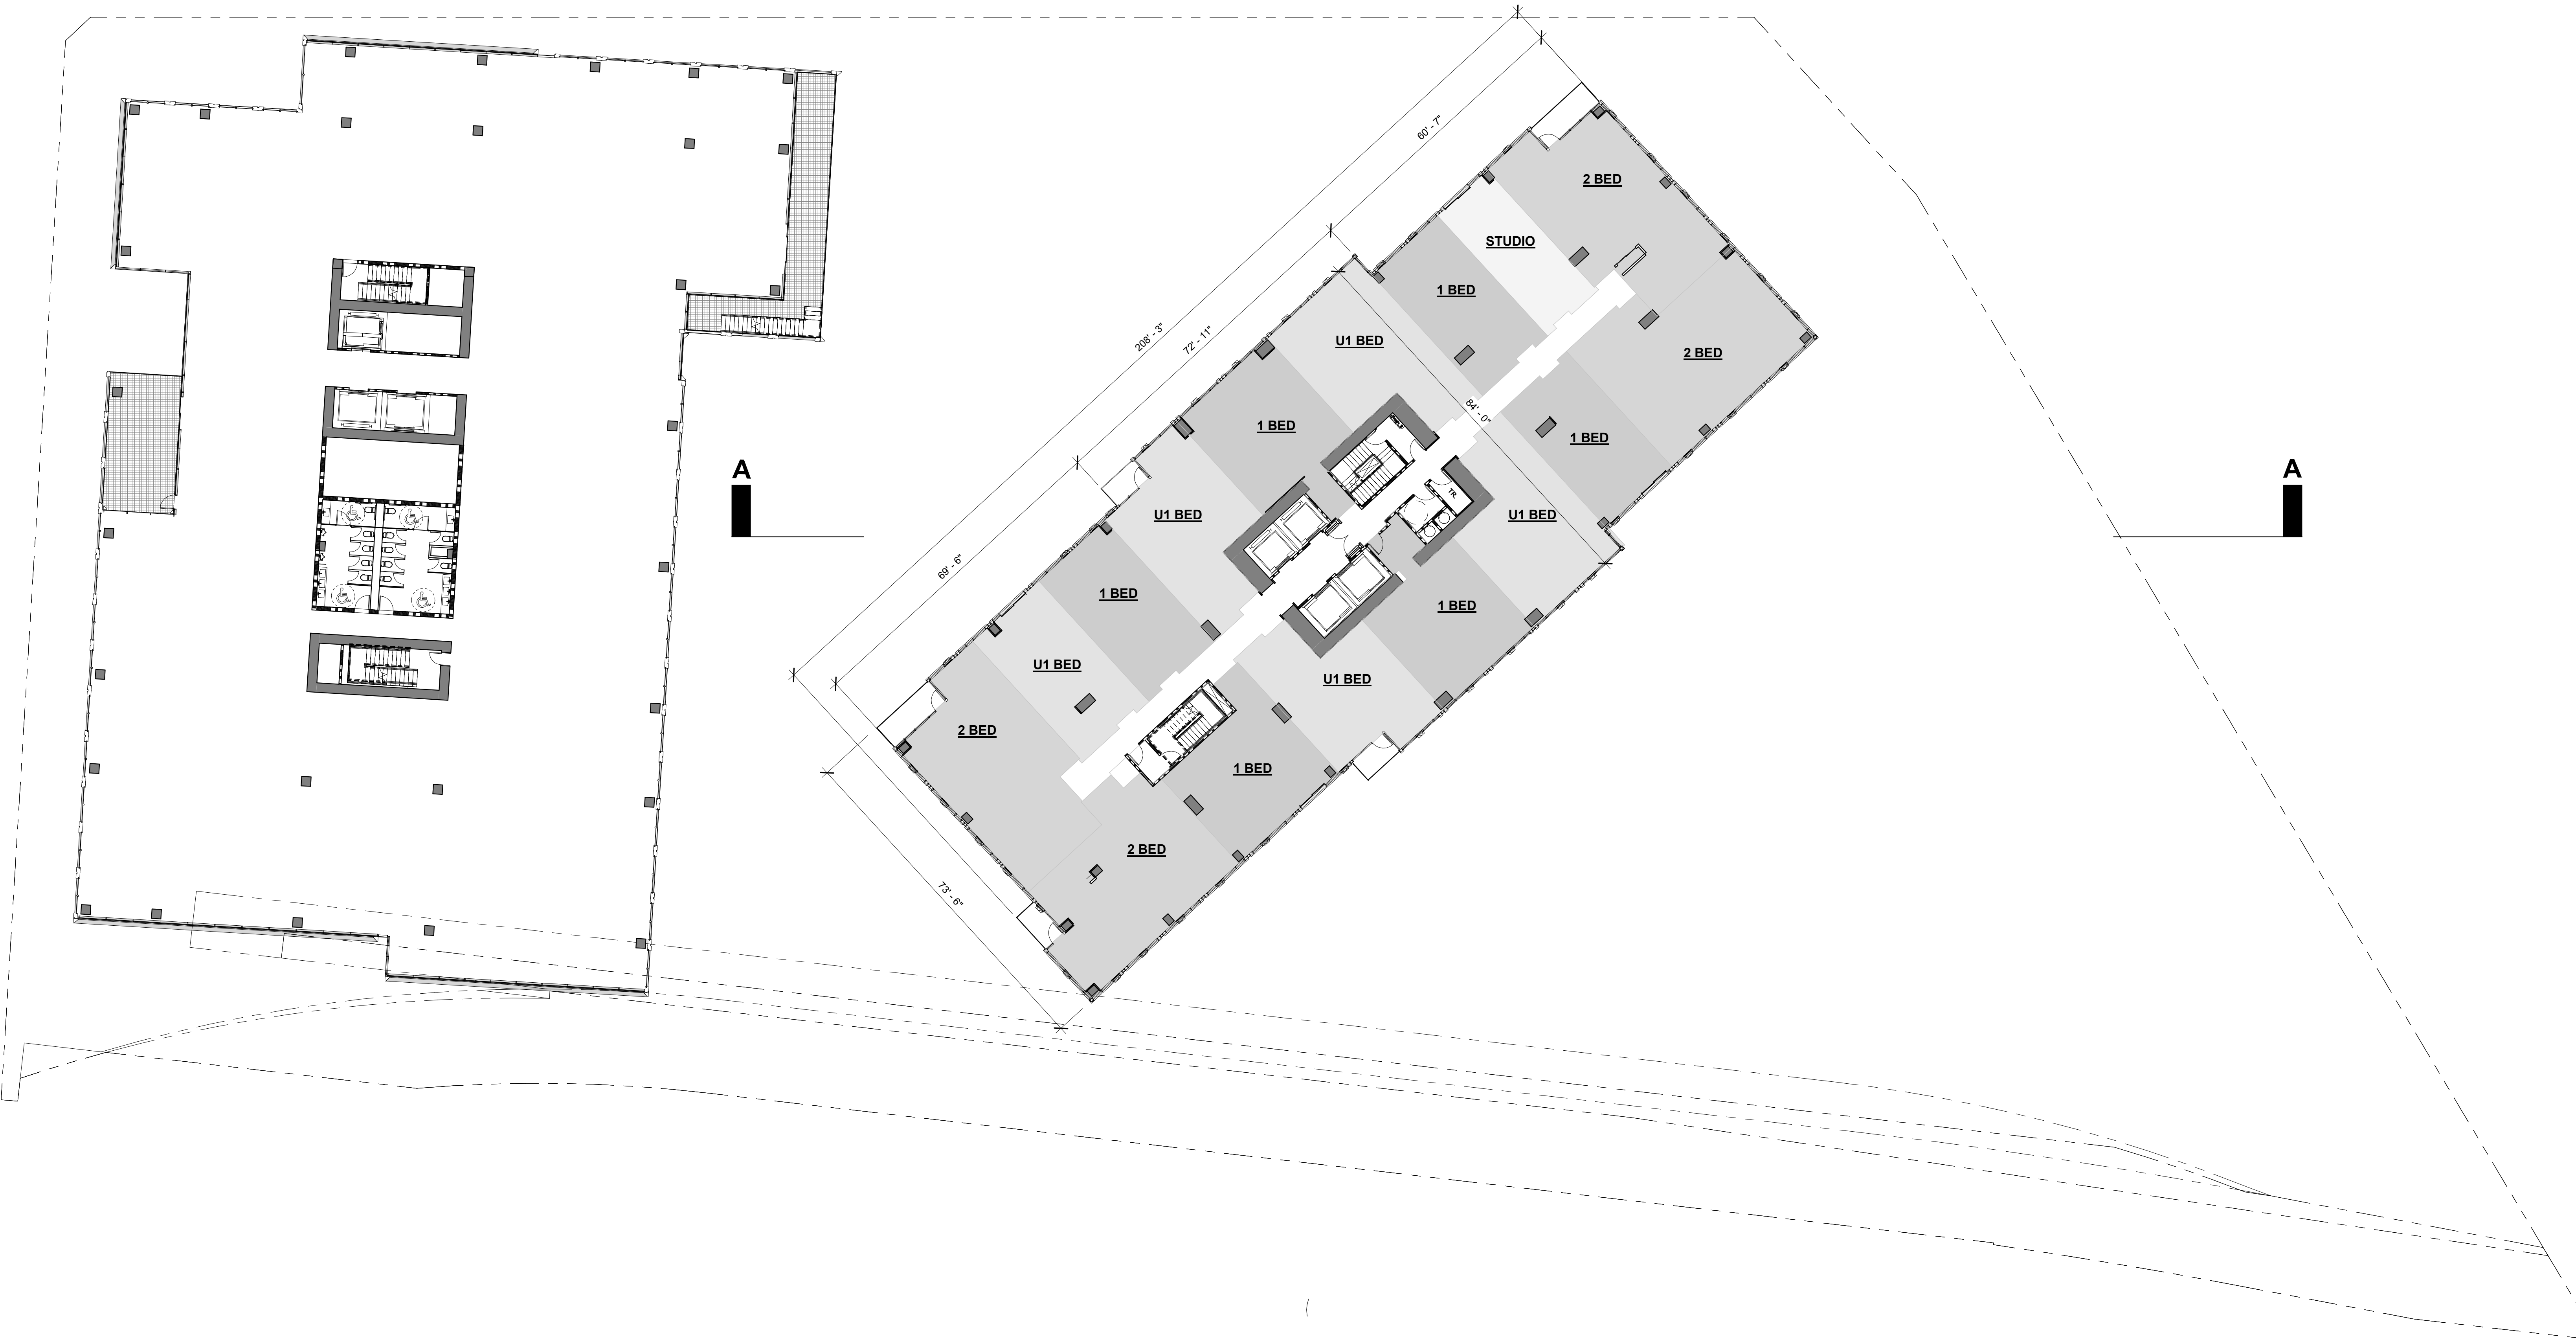 60' - 7"
2 BED
STUDIO
1 BED
208' - 3"
72' - 11"
U1 BED
2 BED
84' - 0"
1 BED
1 BED
A
A
TR.
U1 BED
U1 BED
69' - 6"
1 BED
1 BED
U1 BED
U1 BED
2 BED
1 BED
2 BED
73' - 6"